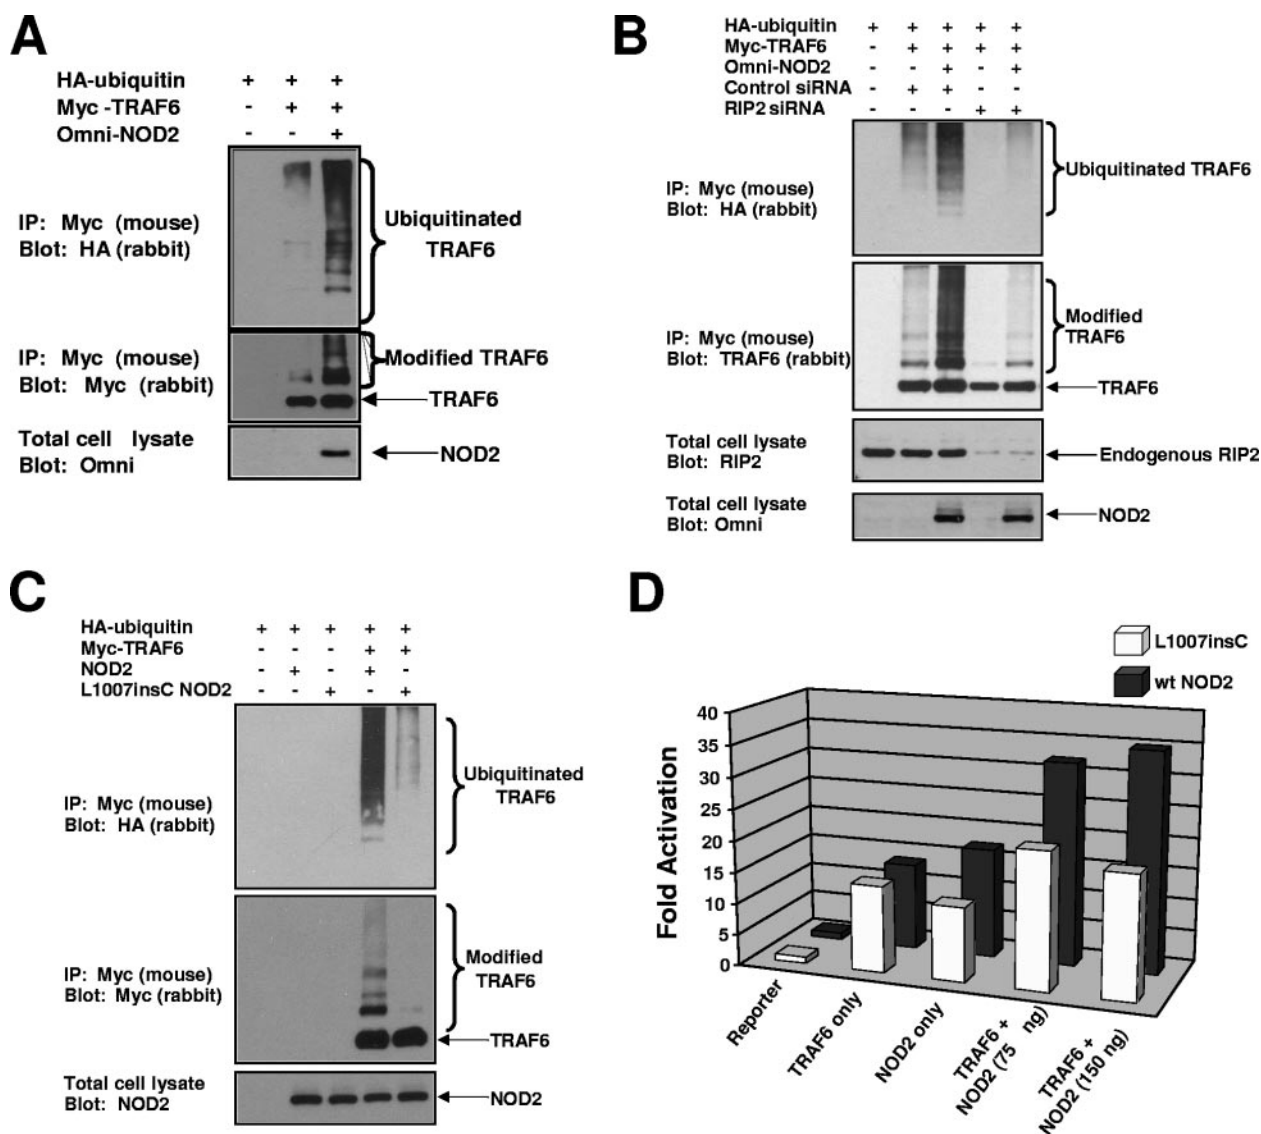 A
HA-ubiquitin + + +
Myc -TRAF6 - + +
Omni-NOD2 - - +
IP: Myc (mouse)
Blot: HA (rabbit)
Ubiquitinated
TRAF6
IP: Myc (mouse)
Blot: Myc (rabbit)
Modified TRAF6
TRAF6
Total cell lysate
Blot: Omni
NOD2
B
HA-ubiquitin + + + + +
Myc-TRAF6 - + + + +
Omni-NOD2 - - + - +
Control siRNA - + + - -
RIP2 siRNA - - - + +
IP: Myc (mouse)
Blot: HA (rabbit)
Ubiquitinated TRAF6
IP: Myc (mouse)
Blot: TRAF6 (rabbit)
Modified
TRAF6
TRAF6
Total cell lysate
Blot: RIP2
Endogenous RIP2
Total cell lysate
Blot: Omni
NOD2
C
HA-ubiquitin + + + + +
Myc-TRAF6 - - - + +
NOD2 - + - + -
L1007insC NOD2 - - + - +
IP: Myc (mouse)
Blot: HA (rabbit)
Ubiquitinated
TRAF6
IP: Myc (mouse)
Blot: Myc (rabbit)
Modified
TRAF6
TRAF6
Total cell lysate
Blot: NOD2
NOD2
D
L1007insC
wt NOD2
Fold Activation
40
35
30
25
20
15
10
5
0
Reporter
TRAF6 only
NOD2 only
TRAF6 +
NOD2 (75 ng)
TRAF6 +
NOD2 (150 ng)